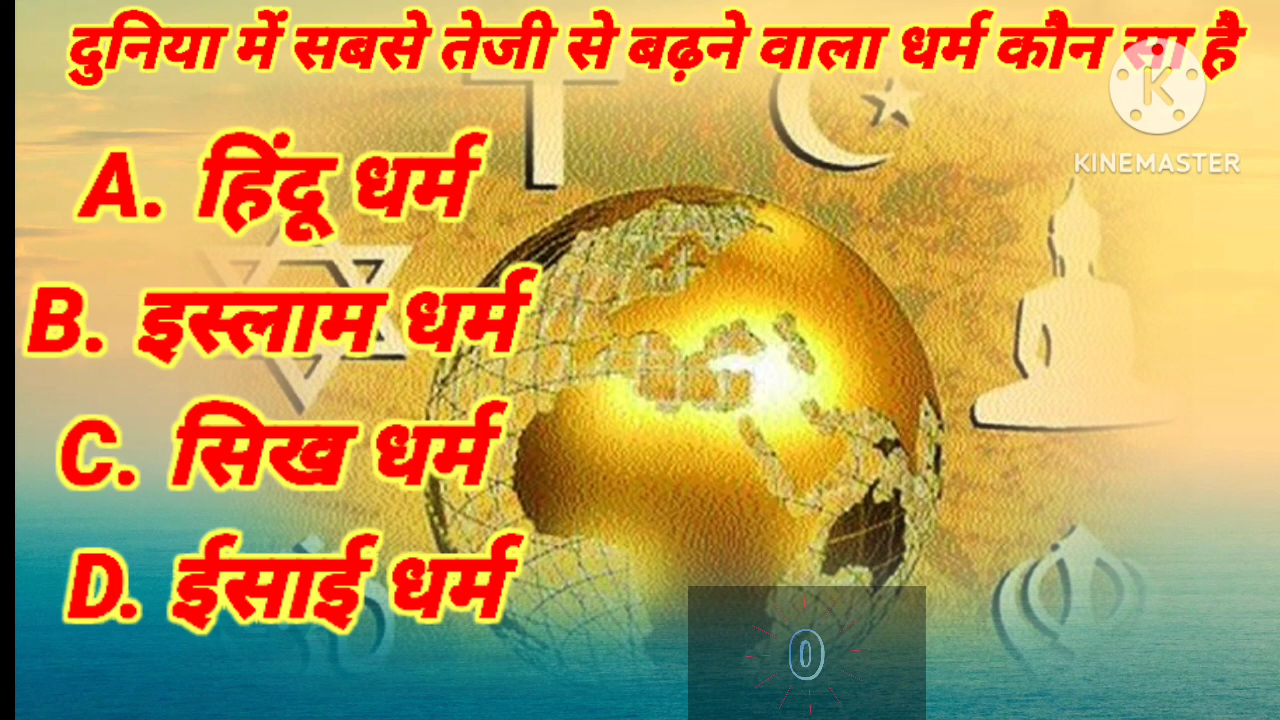 दुनिया में सबसे तेजी से बढ़ने वाला धर्म कौन सा है
KINEMASTER
A. हिंदू धर्म
B. इस्लाम धर्म
C. सिख धर्म
D. ईसाई धर्म
0